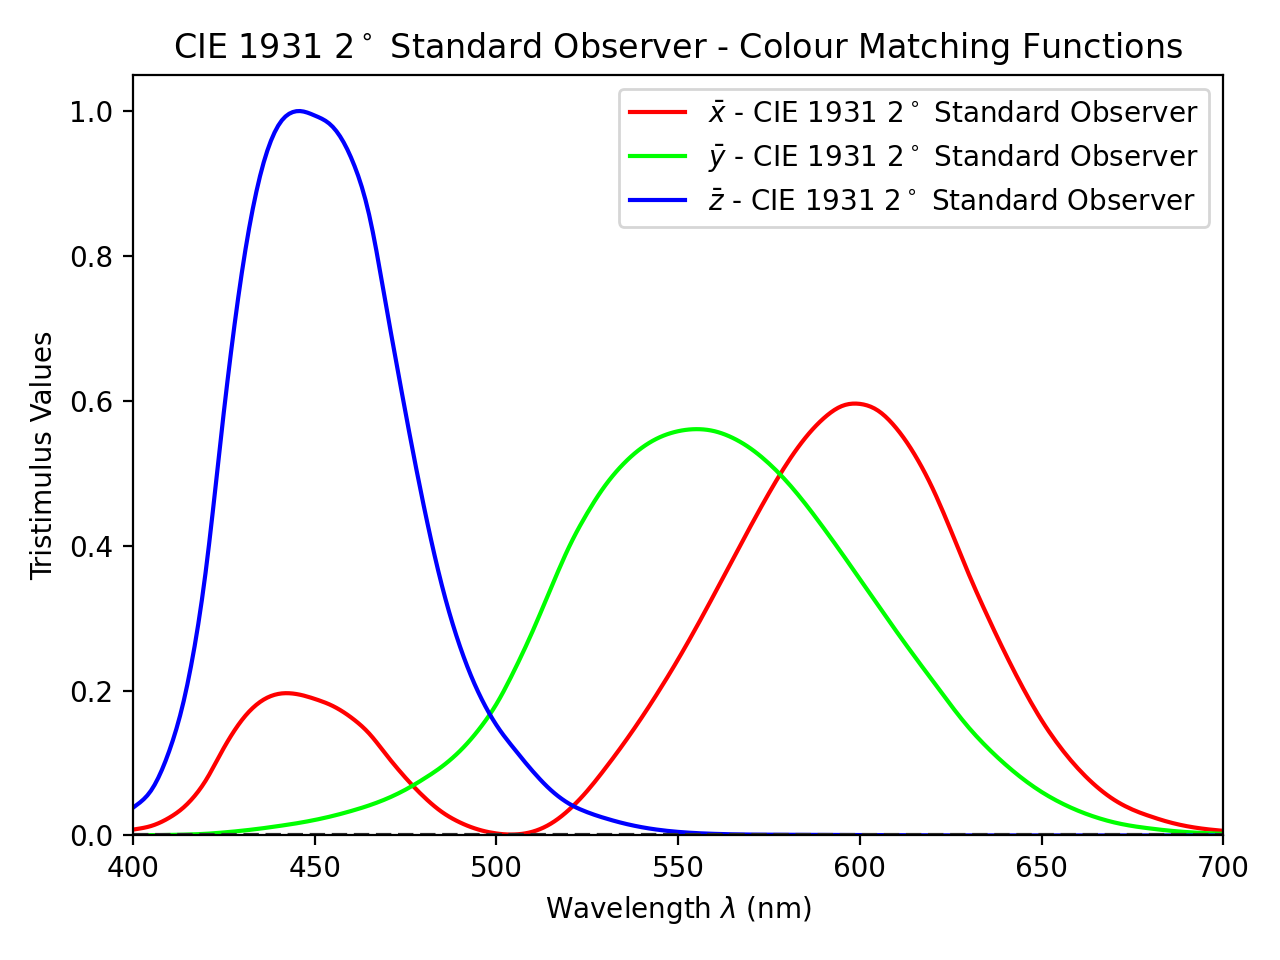 CIE 1931 2° Standard Observer - Colour Matching Functions
x̄ - CIE 1931 2° Standard Observer
ȳ - CIE 1931 2° Standard Observer
z̄ - CIE 1931 2° Standard Observer
Tristimulus Values
1.0
0.8
0.6
0.4
0.2
0.0
400 450 500 550 600 650 700
Wavelength λ (nm)